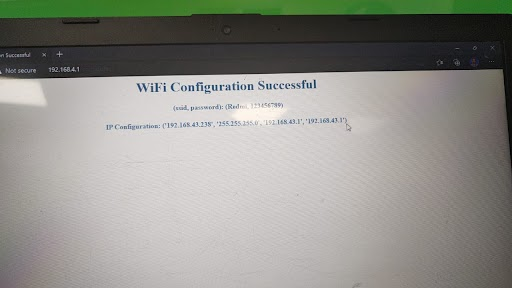 on Successful
Not secure 192.168.4.1
WiFi Configuration Successful
(ssid, password): (Redmi, 123456789)
IP Configuration: ('192.168.43.238', '255.255.255.0', '192.168.43.1', '192.168.43.1')